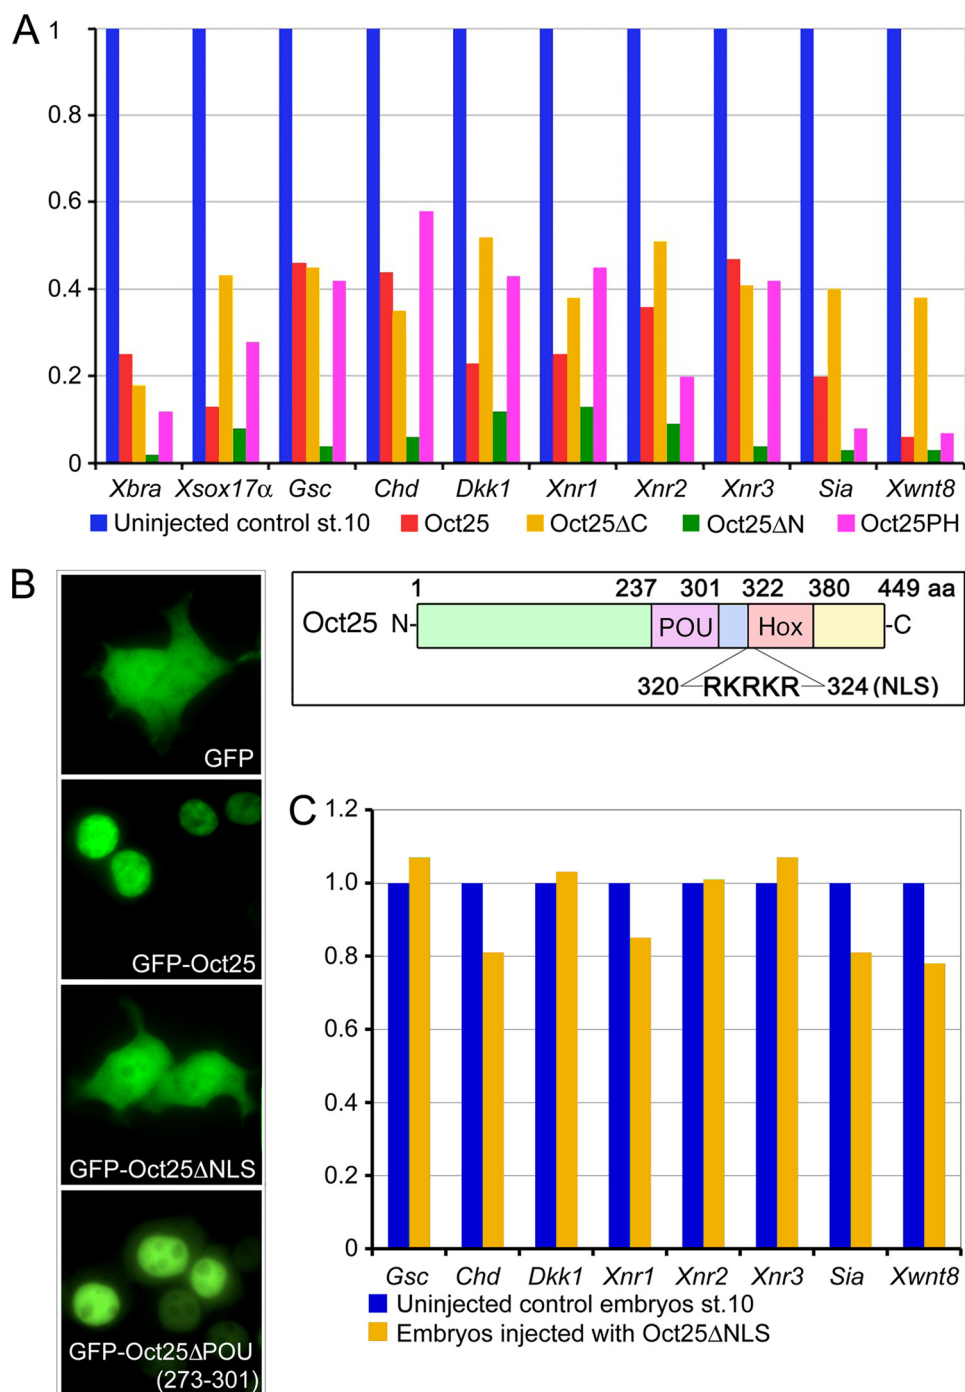 A
1
0.8
0.6
0.4
0.2
0
Xbra Xsox17α Gsc Chd Dkk1 Xnr1 Xnr2 Xnr3 Sia Xwnt8
Uninjected control st.10 Oct25 Oct25ΔC Oct25ΔN Oct25PH
B
GFP
GFP-Oct25
GFP-Oct25ΔNLS
GFP-Oct25ΔPOU
(273-301)
1 237 301 322 380 449 aa
Oct25 N- POU Hox -C
320 RKRKR 324 (NLS)
C
1.2
1.0
0.8
0.6
0.4
0.2
0
Gsc Chd Dkk1 Xnr1 Xnr2 Xnr3 Sia Xwnt8
Uninjected control embryos st.10
Embryos injected with Oct25ΔNLS